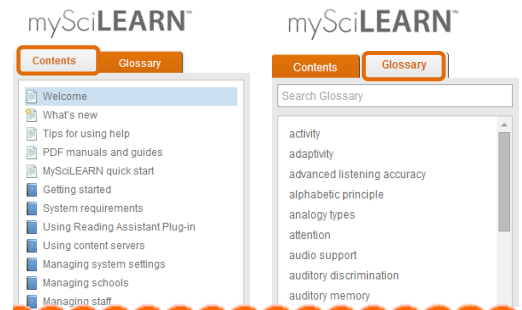 mySciLEARN™
Contents
Glossary
Welcome
What's new
Tips for using help
PDF manuals and guides
MySciLEARN quick start
Getting started
System requirements
Using Reading Assistant Plug-in
Using content servers
Managing system settings
Managing schools
Managing staff
mySciLEARN™
Contents
Glossary
Search Glossary
activity
adaptivity
advanced listening accuracy
alphabetic principle
analogy types
attention
audio support
auditory discrimination
auditory memory